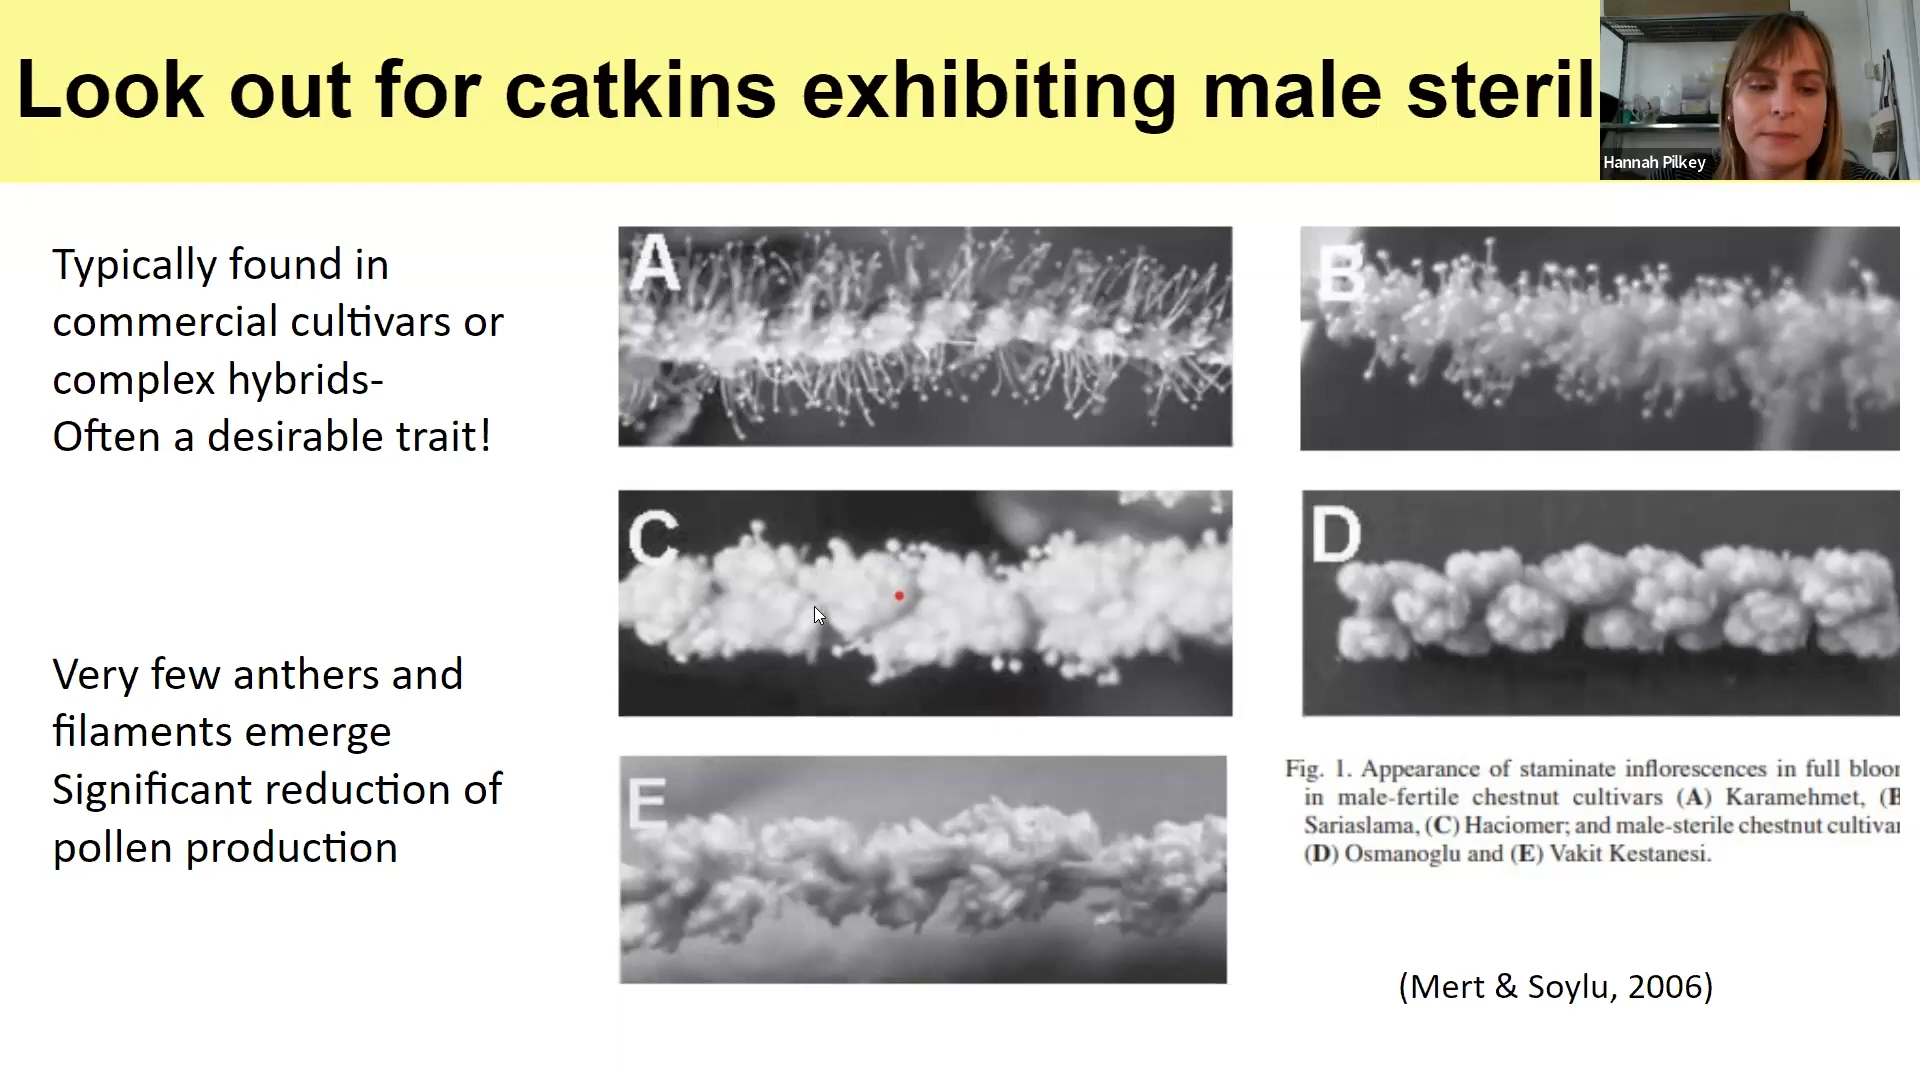 Look out for catkins exhibiting male steril
Hannah Pilkey
Typically found in
commercial cultivars or
complex hybrids-
Often a desirable trait!
Very few anthers and
filaments emerge
Significant reduction of
pollen production
A
B
C
D
E
Fig. 1. Appearance of staminate inflorescences in full bloom
in male-fertile chestnut cultivars (A) Karamehmet, (B
Sariaslama, (C) Haciomer; and male-sterile chestnut cultivar
(D) Osmanoglu and (E) Vakit Kestanesi.
(Mert & Soylu, 2006)